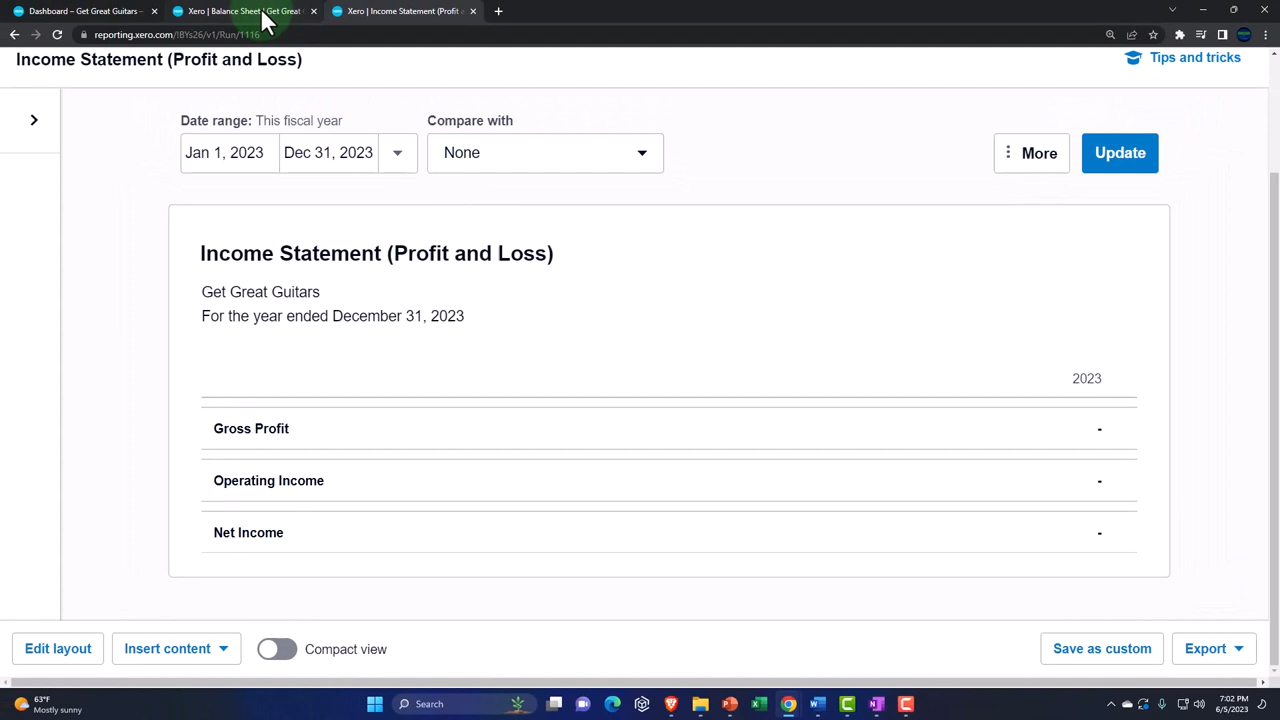 Dashboard – Get Great Guitars –
Xero | Balance Sheet | Get Great
Xero | Income Statement (Profit a
reporting.xero.com/!BYs26/v1/Run/1116
Income Statement (Profit and Loss)
Tips and tricks
Date range: This fiscal year
Compare with
Jan 1, 2023
Dec 31, 2023
None
More
Update
Income Statement (Profit and Loss)
Get Great Guitars
For the year ended December 31, 2023
2023
Gross Profit -
Operating Income -
Net Income -
Edit layout
Insert content
Compact view
Save as custom
Export
63°F
Mostly sunny
Search
7:02 PM
6/5/2023